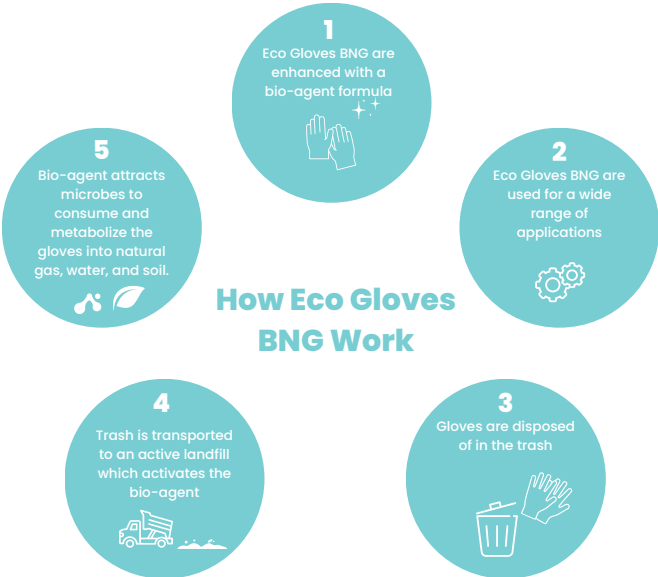 1
Eco Gloves BNG are
enhanced with a
bio-agent formula
2
Eco Gloves BNG are
used for a wide
range of
applications
3
Gloves are disposed
of in the trash
4
Trash is transported
to an active landfill
which activates the
bio-agent
5
Bio-agent attracts
microbes to
consume and
metabolize the
gloves into natural
gas, water, and soil.
How Eco Gloves
BNG Work